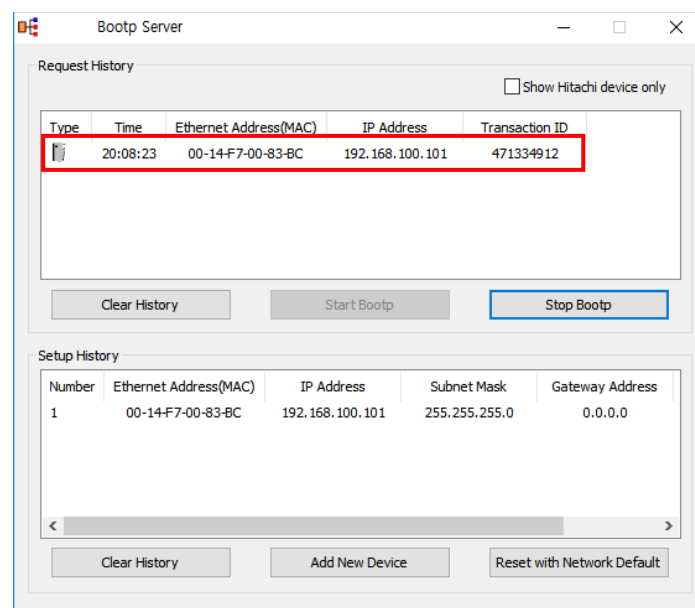 Bootp Server
Request History
Show Hitachi device only
Type Time Ethernet Address(MAC) IP Address Transaction ID
20:08:23 00-14-F7-00-83-BC 192.168.100.101 471334912
Clear History Start Bootp Stop Bootp
Setup History
Number Ethernet Address(MAC) IP Address Subnet Mask Gateway Address
1 00-14-F7-00-83-BC 192.168.100.101 255.255.255.0 0.0.0.0
Clear History Add New Device Reset with Network Default